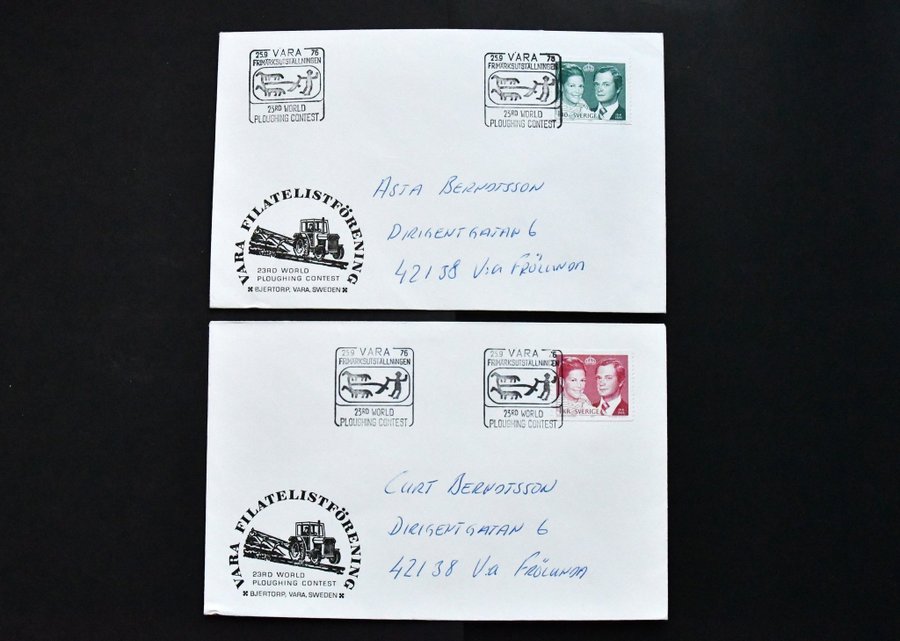 25.9 VARA 76
FRIMÄRKSUTSTÄLLNINGEN
23RD WORLD
PLOUGHING CONTEST
25.9 VARA 76
FRIMÄRKSUTSTÄLLNINGEN
23RD WORLD
PLOUGHING CONTEST
SVERIGE
ASTA BERNDTSSON
DIRIGENTGATAN 6
421 38 V:a FRÖLUNDA
VARA FILATELISTFÖRENING
23RD WORLD
PLOUGHING CONTEST
BJERTORP, VARA, SWEDEN
25.9 VARA 76
FRIMÄRKSUTSTÄLLNINGEN
23RD WORLD
PLOUGHING CONTEST
25.9 VARA 76
FRIMÄRKSUTSTÄLLNINGEN
23RD WORLD
PLOUGHING CONTEST
KR. SVERIGE
CURT BERNDTSSON
DIRIGENTGATAN 6
421 38 V:a FRÖLUNDA
VARA FILATELISTFÖRENING
23RD WORLD
PLOUGHING CONTEST
BJERTORP, VARA, SWEDEN